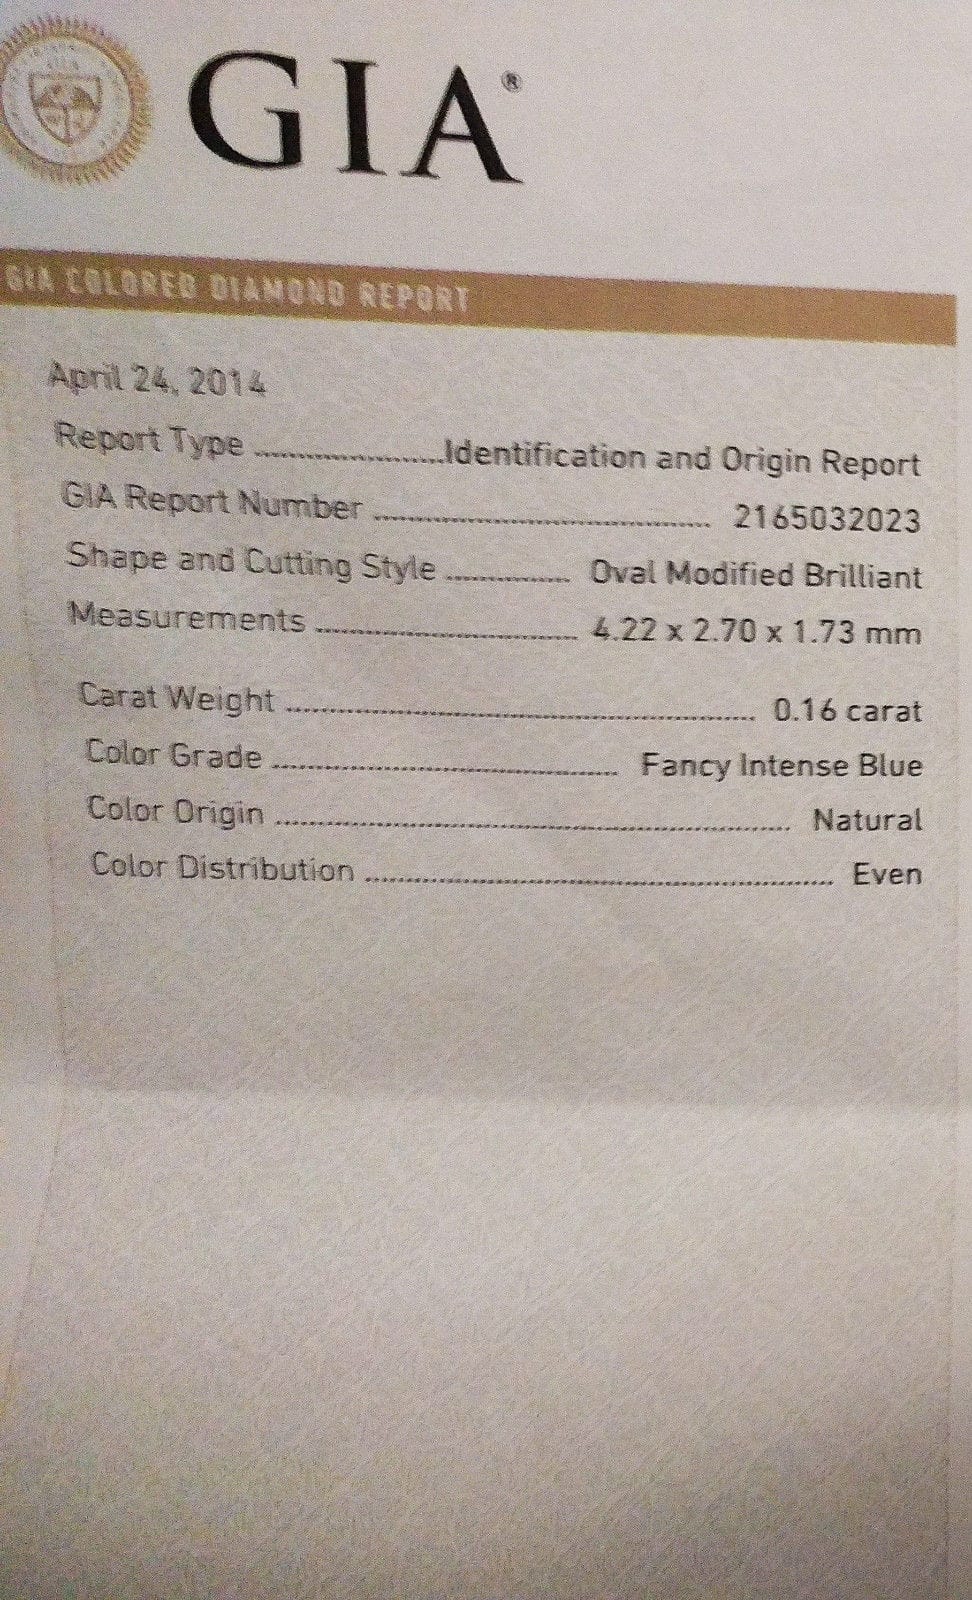 GIA®
GIA COLORED DIAMOND REPORT
April 24, 2014
Report Type ........................Identification and Origin Report
GIA Report Number ........................................... 2165032023
Shape and Cutting Style ................ Oval Modified Brilliant
Measurements .................................. 4.22 x 2.70 x 1.73 mm
Carat Weight ............................................................ 0.16 carat
Color Grade ............................................ Fancy Intense Blue
Color Origin .................................................................. Natural
Color Distribution ............................................................ Even